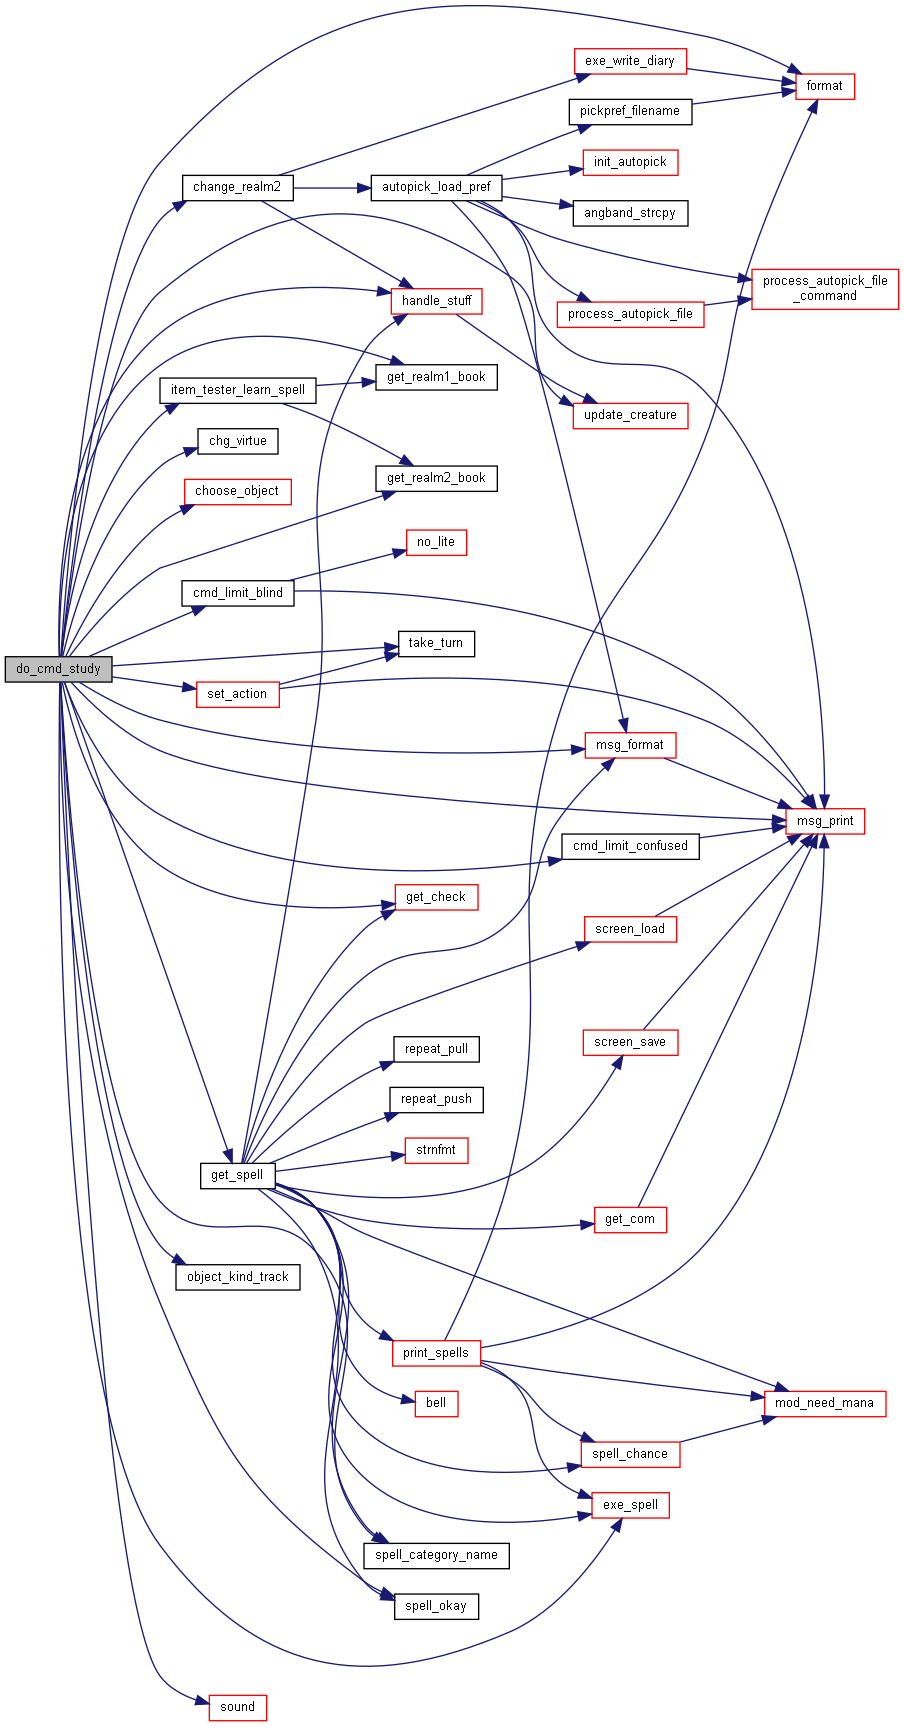 exe_write_diary
format
pickpref_filename
init_autopick
change_realm2
autopick_load_pref
angband_strcpy
process_autopick_file
_command
handle_stuff
process_autopick_file
get_realm1_book
item_tester_learn_spell
update_creature
chg_virtue
get_realm2_book
choose_object
no_lite
cmd_limit_blind
take_turn
do_cmd_study
set_action
msg_format
msg_print
cmd_limit_confused
get_check
screen_load
screen_save
repeat_pull
repeat_push
strnfmt
get_spell
get_com
object_kind_track
print_spells
bell
mod_need_mana
spell_chance
exe_spell
spell_category_name
spell_okay
sound